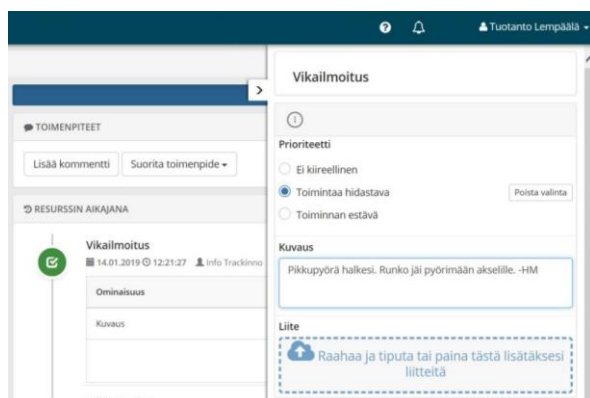 Tuotanto Lempäälä
TOIMENPITEET
Lisää kommentti
Suorita toimenpide
RESURSSIN AIKAJANA
Vikailmoitus
14.01.2019 12:21:27 Info Trackinno
Ominaisuus
Kuvaus
Vikailmoitus
Prioriteetti
Ei kiireellinen
Toimintaa hidastava
Poista valinta
Toiminnan estävä
Kuvaus
Pikkupyörä halkesi. Runko jäi pyörimään akselille. -HM
Liite
Raahaa ja tiputa tai paina tästä lisätäksesi
liitteitä